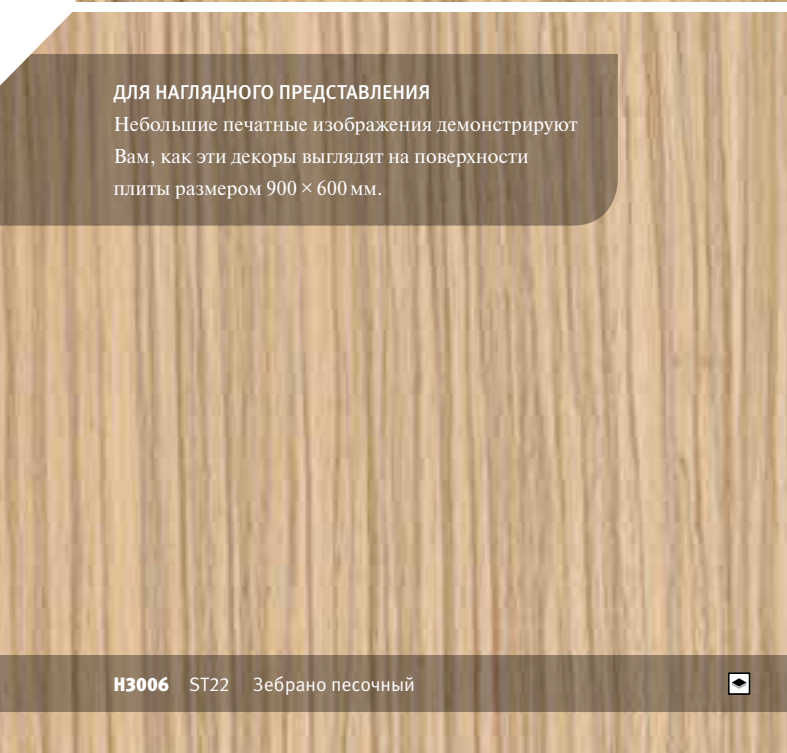 ДЛЯ НАГЛЯДНОГО ПРЕДСТАВЛЕНИЯ
Небольшие печатные изображения демонстрируют
Вам, как эти декоры выглядят на поверхности
плиты размером 900 × 600 мм.
H3006 ST22 Зебрано песочный